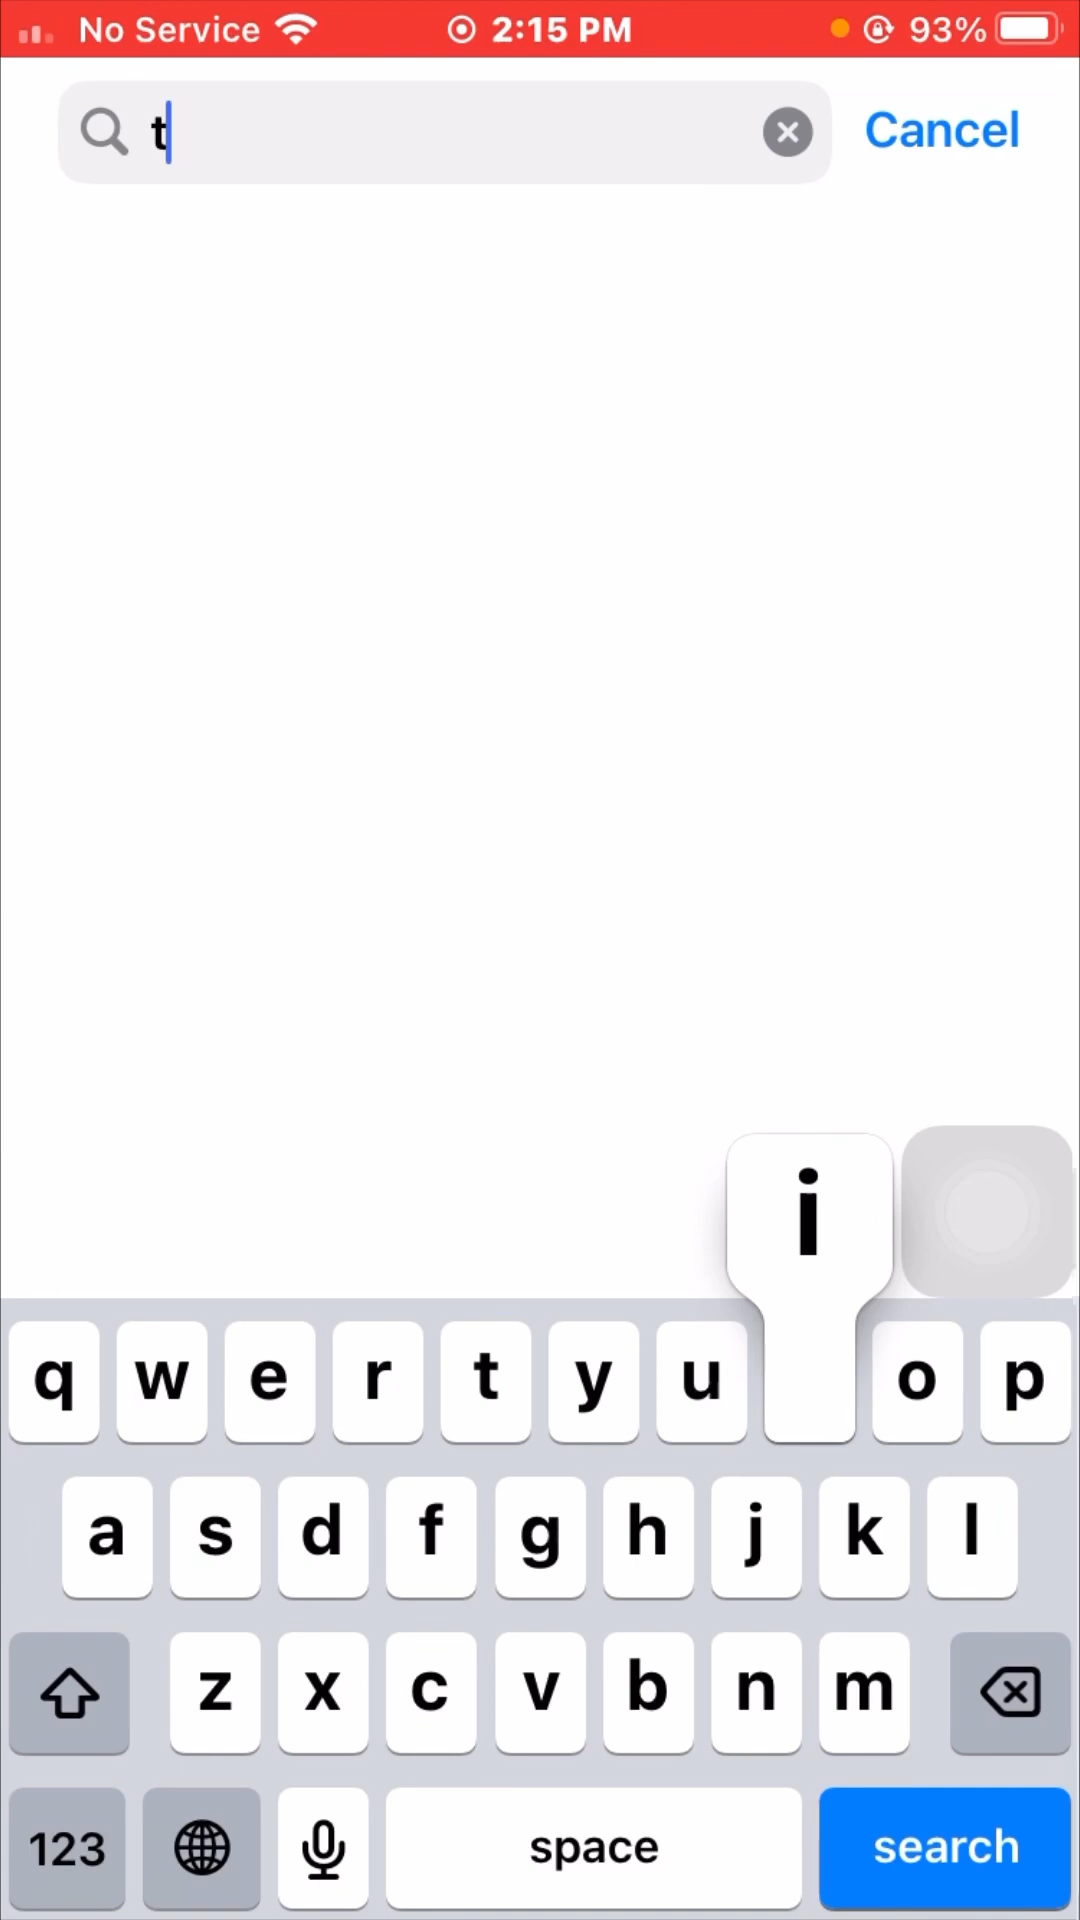 No Service 2:15 PM 93%
t Cancel
i
q w e r t y u o p
a s d f g h j k l
z x c v b n m
123 space search